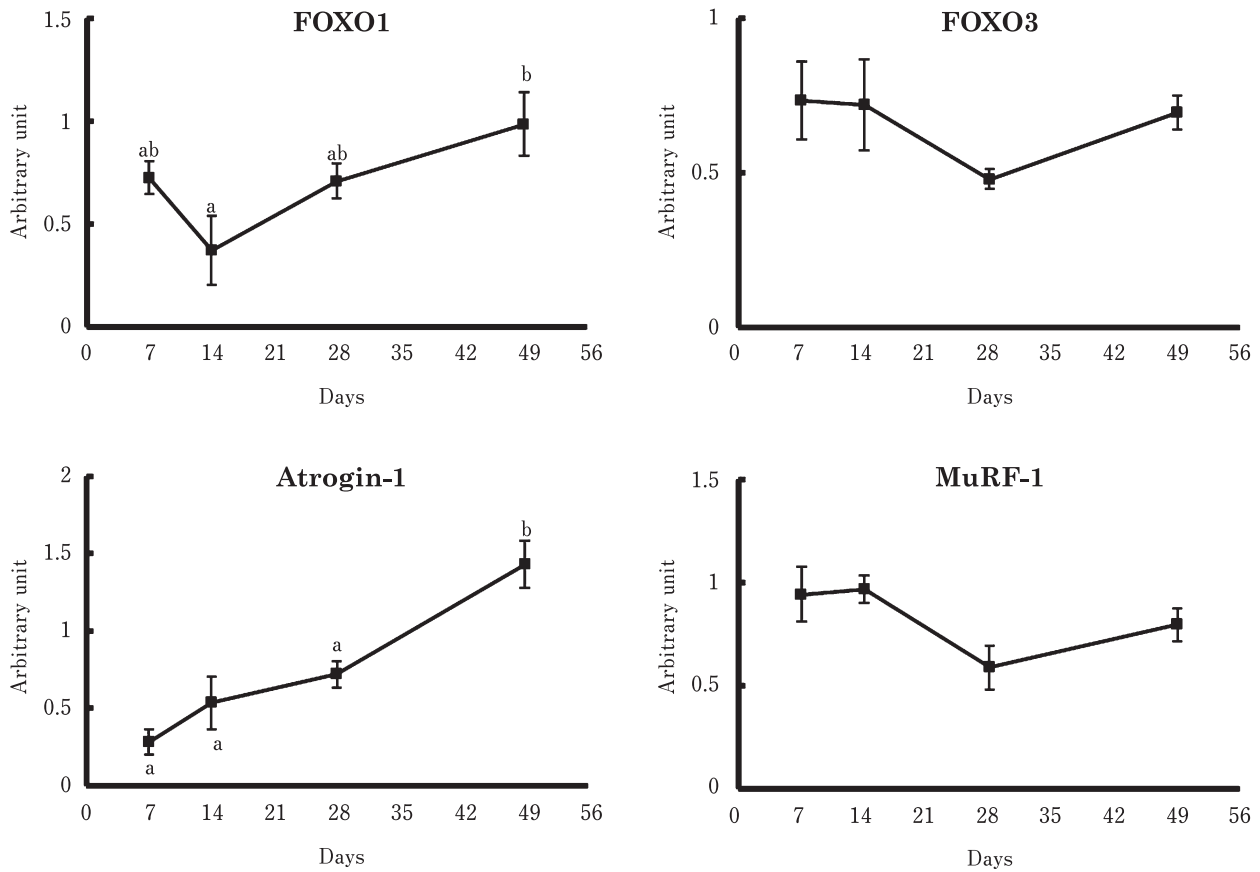 FOXO1
1.5
1
0.5
0
Arbitrary unit
ab
a
ab
b
0 7 14 21 28 35 42 49 56
Days
FOXO3
1
0.5
0
Arbitrary unit
0 7 14 21 28 35 42 49 56
Days
Atrogin-1
2
1.5
1
0.5
0
Arbitrary unit
a
a
a
b
0 7 14 21 28 35 42 49 56
Days
MuRF-1
1.5
1
0.5
0
Arbitrary unit
0 7 14 21 28 35 42 49 56
Days